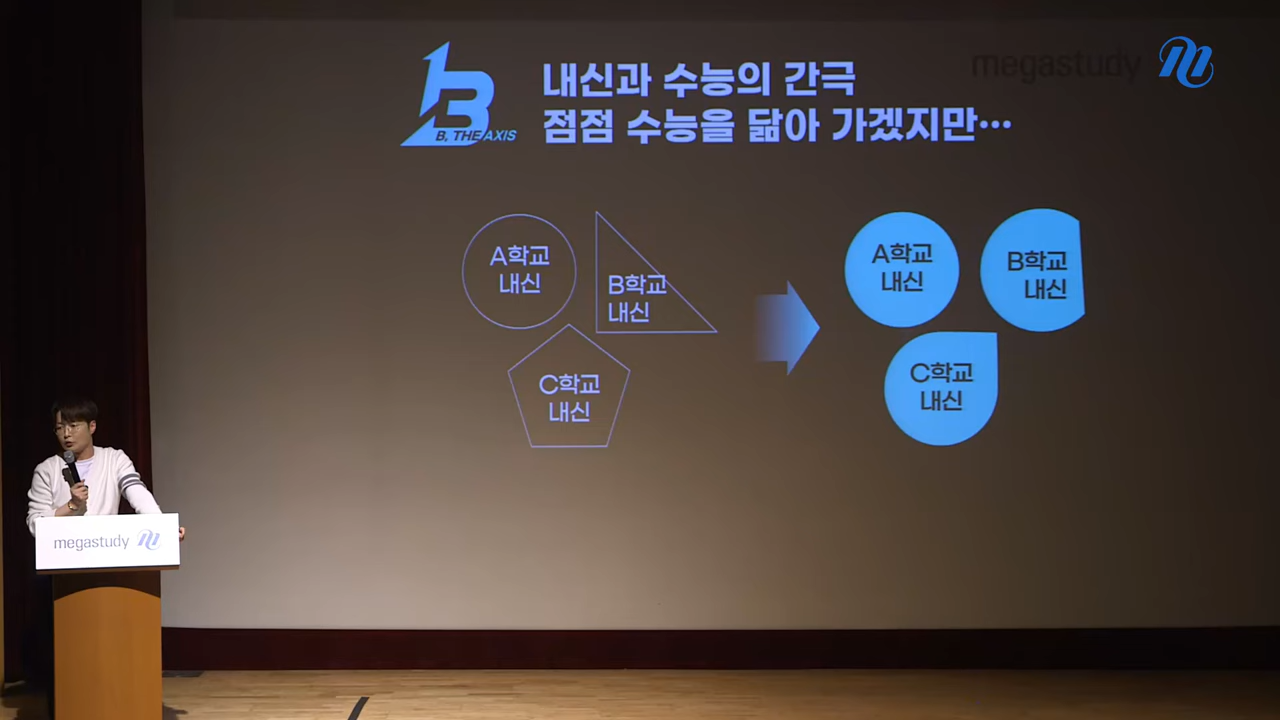 megastudy
내신과 수능의 간극
점점 수능을 닮아 가겠지만…
B, THE AXIS
A학교
내신
B학교
내신
C학교
내신
A학교
내신
B학교
내신
C학교
내신
megastudy